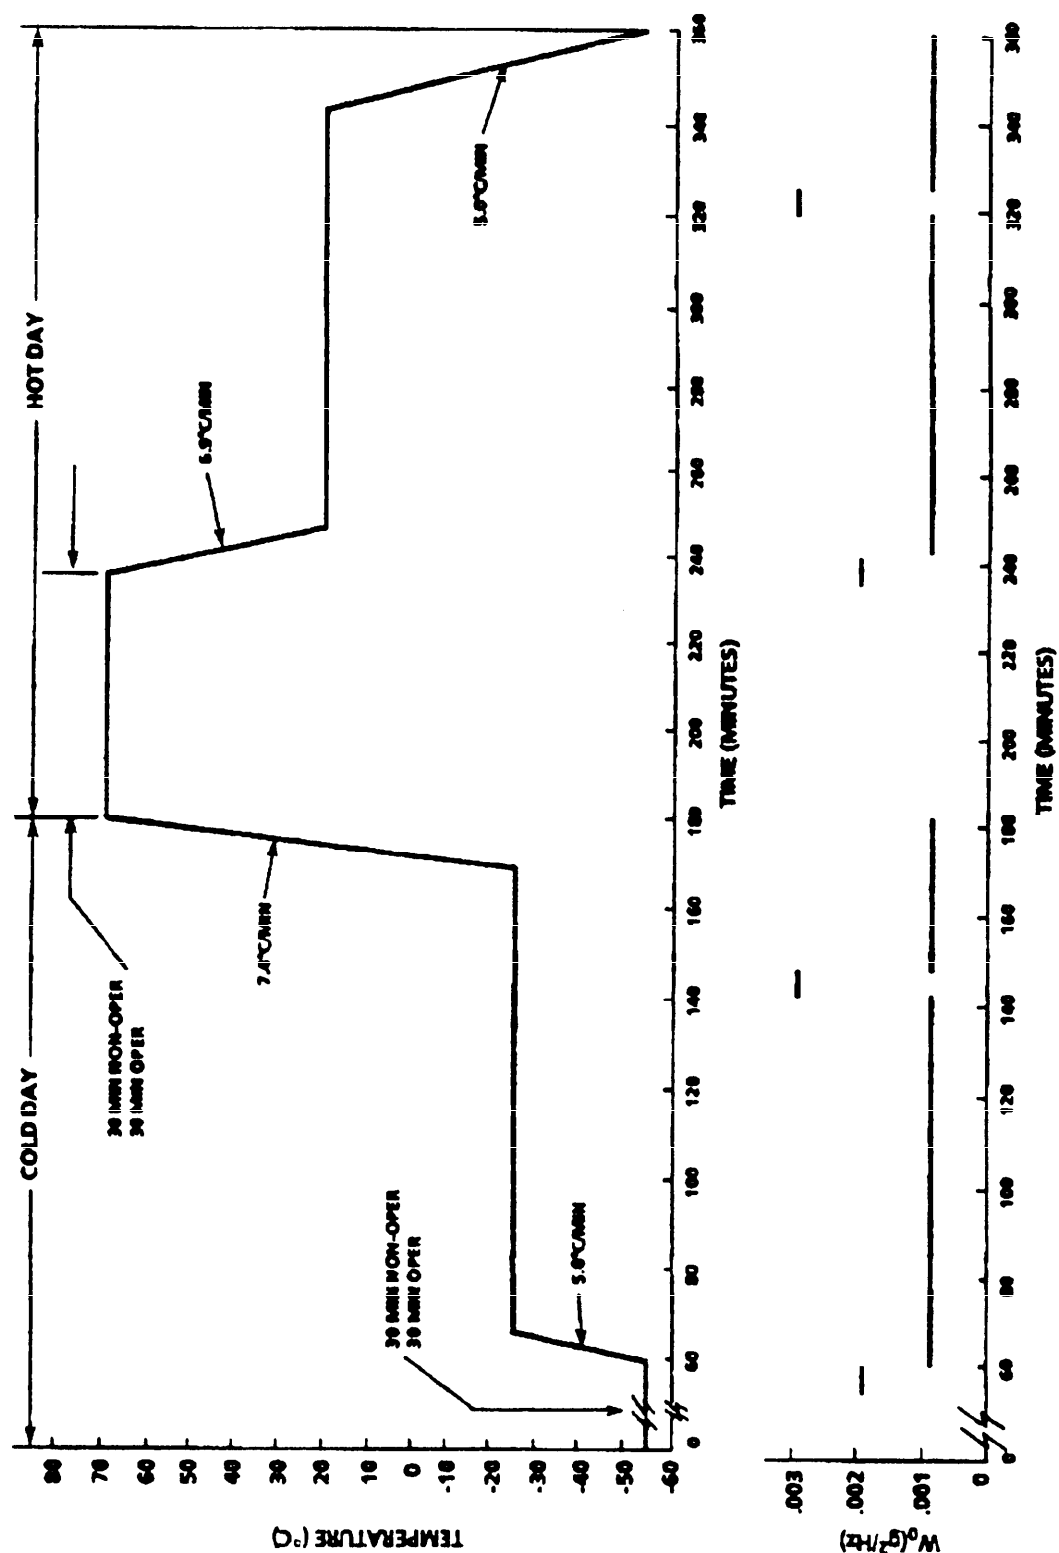 COLD DAY
HOT DAY
30 MIN NON-OPER
30 MIN OPER
6.9°C/MIN
7.4°C/MIN
30 MIN NON-OPER
30 MIN OPER
5.0°C/MIN
5.0°C/MIN
TEMPERATURE (°C)
80
70
60
50
40
30
20
10
0
-10
-20
-30
-40
-50
-60
0 60 80 100 120 140 160 180 200 220 240 260 280 300 320 340 360
TIME (MINUTES)
W₀(g²/Hz)
.003
.002
.001
0
0 60 80 100 120 140 160 180 200 220 240 260 280 300 320 340 360
TIME (MINUTES)